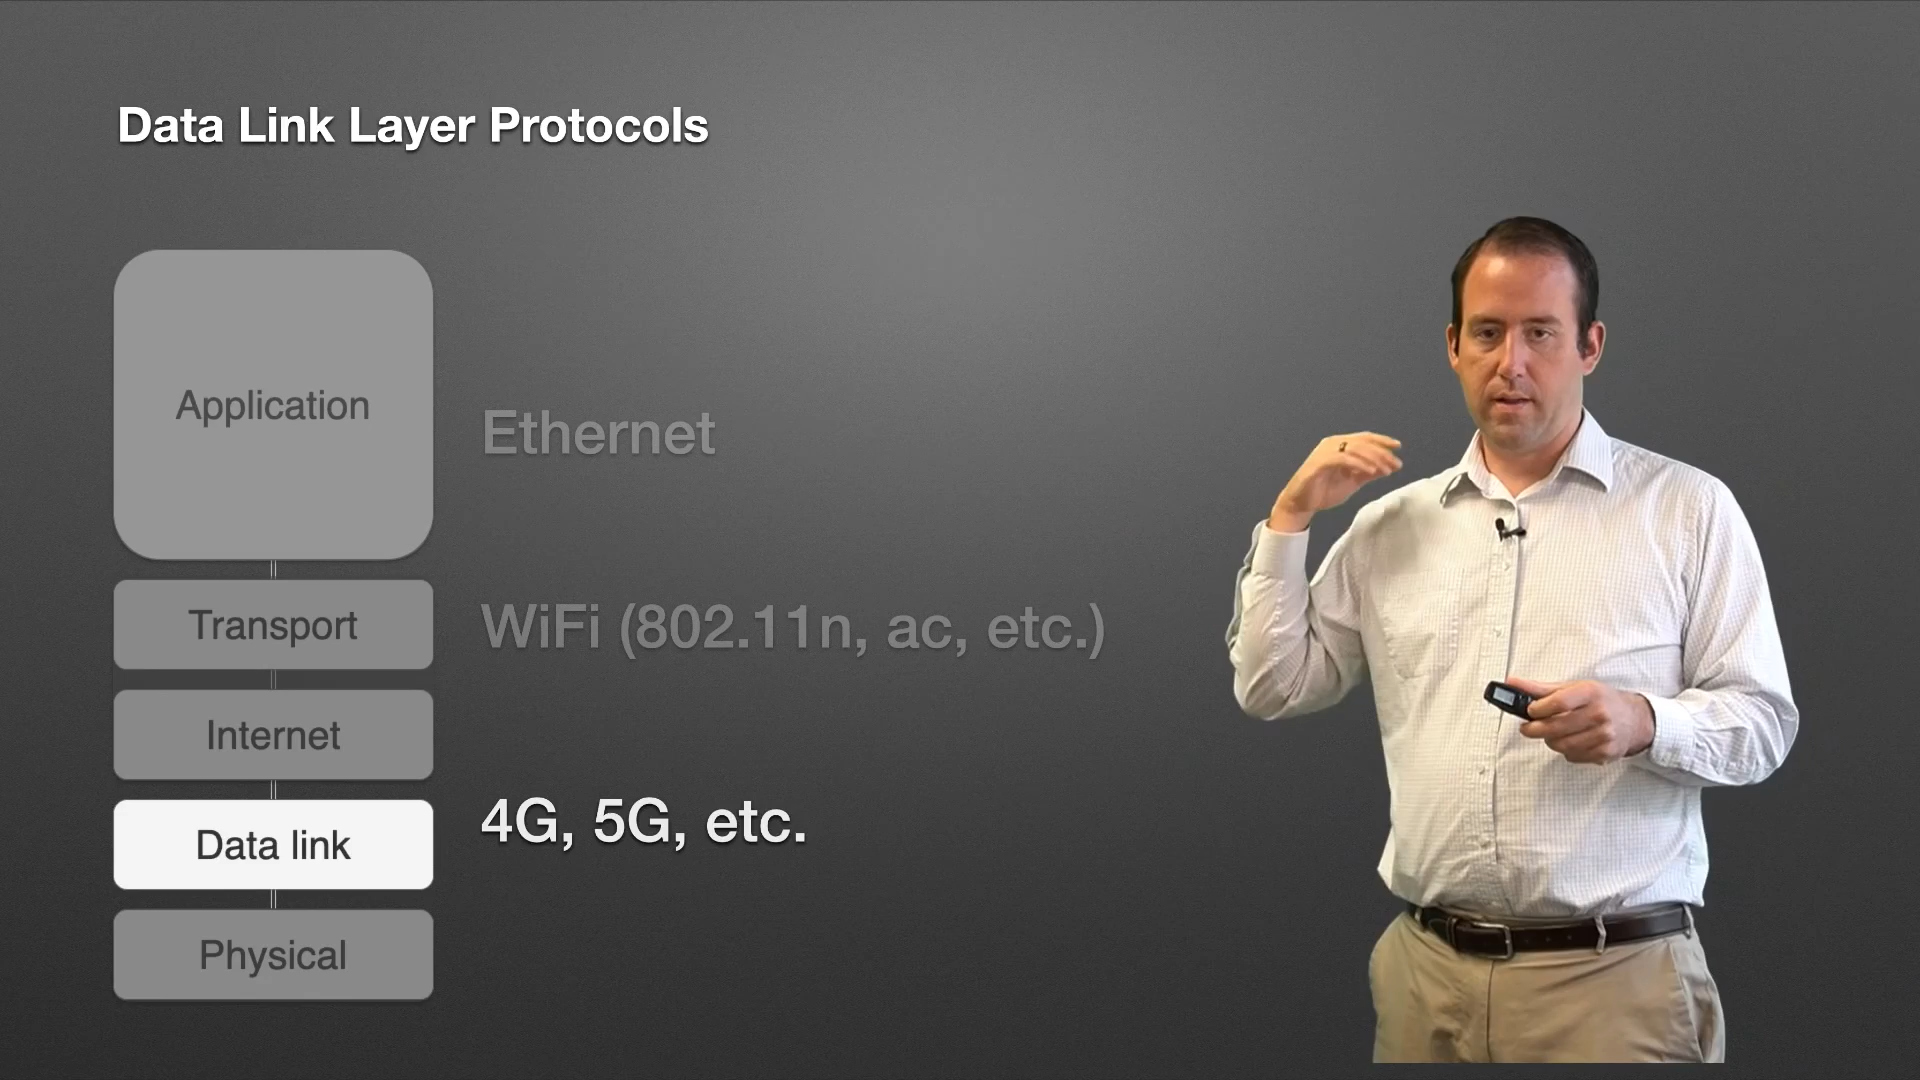 Data Link Layer Protocols
Application
Ethernet
Transport
WiFi (802.11n, ac, etc.)
Internet
4G, 5G, etc.
Data link
Physical